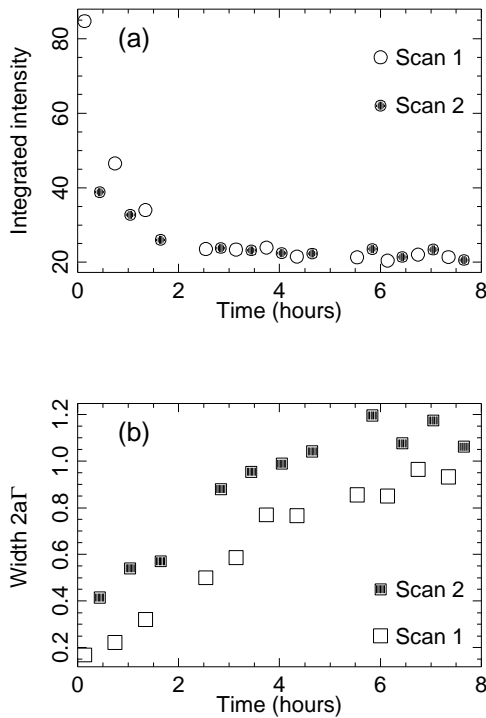 (a)
Scan 1
Scan 2
Integrated intensity
80
60
40
20
0 2 4 6 8
Time (hours)
(b)
Scan 2
Scan 1
Width 2aΓ
1.2
1.0
0.8
0.6
0.4
0.2
0 2 4 6 8
Time (hours)